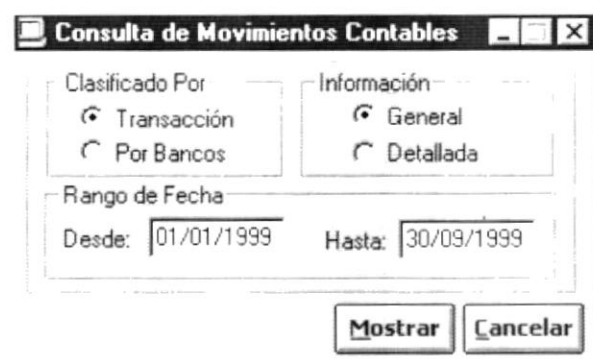 Consulta de Movimientos Contables
Clasificado Por
Transacción
Por Bancos
Información
General
Detallada
Rango de Fecha
Desde: 01/01/1999 Hasta: 30/09/1999
Mostrar Cancelar